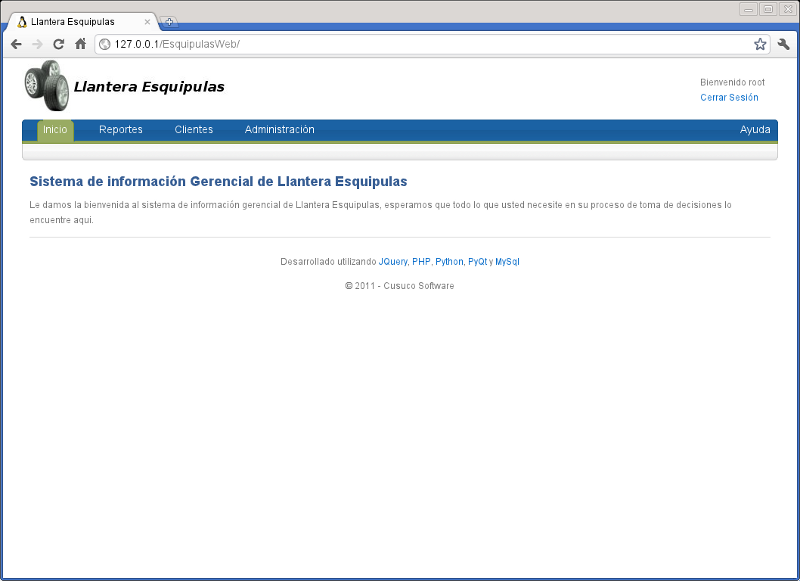 Llantera Esquipulas
127.0.0.1/EsquipulasWeb/
Llantera Esquipulas
Bienvenido root
Cerrar Sesión
Inicio Reportes Clientes Administración Ayuda
Sistema de información Gerencial de Llantera Esquipulas
Le damos la bienvenida al sistema de información gerencial de Llantera Esquipulas, esperamos que todo lo que usted necesite en su proceso de toma de decisiones lo
encuentre aqui.
Desarrollado utilizando JQuery, PHP, Python, PyQt y MySql
© 2011 - Cusuco Software